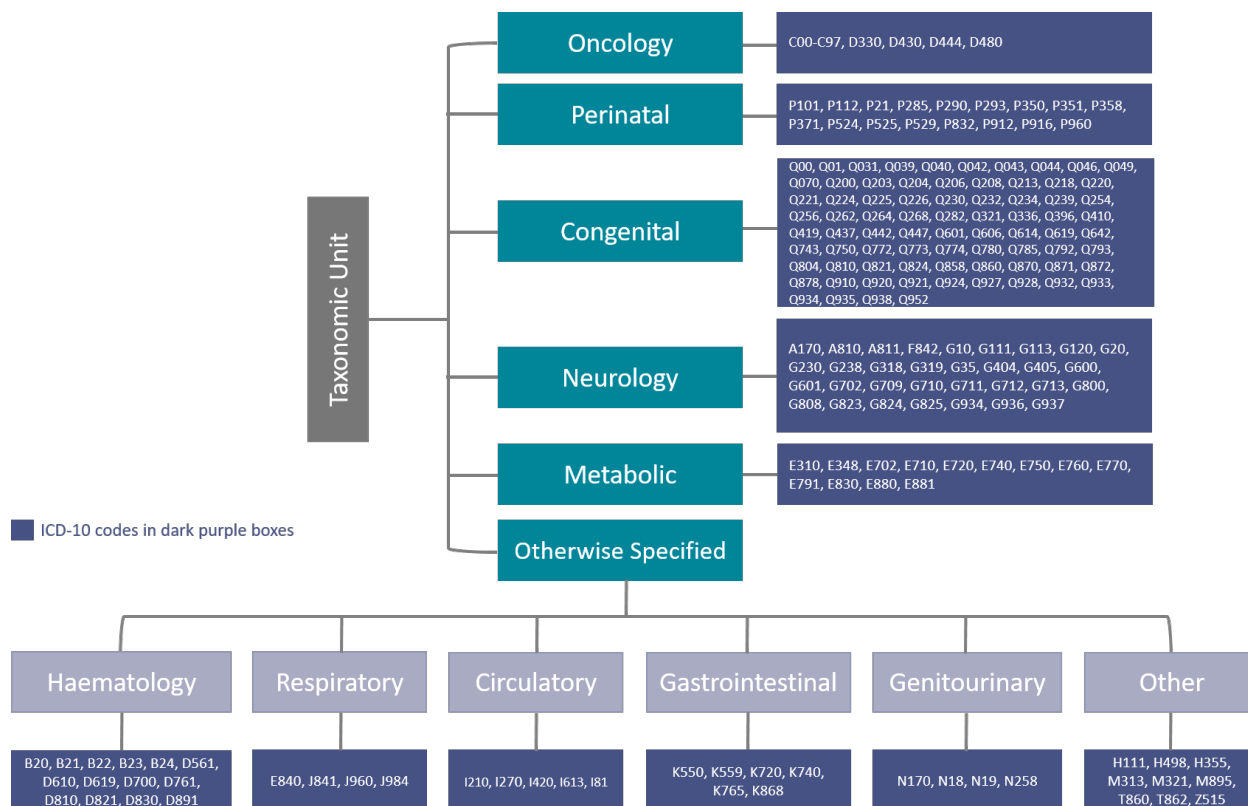 Taxonomic Unit
Oncology
C00-C97, D330, D430, D444, D480
Perinatal
P101, P112, P21, P285, P290, P293, P350, P351, P358,
P371, P524, P525, P529, P832, P912, P916, P960
Congenital
Q00, Q01, Q031, Q039, Q040, Q042, Q043, Q044, Q046, Q049,
Q070, Q200, Q203, Q204, Q206, Q208, Q213, Q218, Q220,
Q221, Q224, Q225, Q226, Q230, Q232, Q234, Q239, Q254,
Q256, Q262, Q264, Q268, Q282, Q321, Q336, Q396, Q410,
Q419, Q437, Q442, Q447, Q601, Q606, Q614, Q619, Q642,
Q743, Q750, Q772, Q773, Q774, Q780, Q785, Q792, Q793,
Q804, Q810, Q821, Q824, Q858, Q860, Q870, Q871, Q872,
Q878, Q910, Q920, Q921, Q924, Q927, Q928, Q932, Q933,
Q934, Q935, Q938, Q952
Neurology
A170, A810, A811, F842, G10, G111, G113, G120, G20,
G230, G238, G318, G319, G35, G404, G405, G600,
G601, G702, G709, G710, G711, G712, G713, G800,
G808, G823, G824, G825, G934, G936, G937
Metabolic
E310, E348, E702, E710, E720, E740, E750, E760, E770,
E791, E830, E880, E881
ICD-10 codes in dark purple boxes
Otherwise Specified
Haematology
B20, B21, B22, B23, B24, D561,
D610, D619, D700, D761,
D810, D821, D830, D891
Respiratory
E840, J841, J960, J984
Circulatory
I210, I270, I420, I613, I81
Gastrointestinal
K550, K559, K720, K740,
K765, K868
Genitourinary
N170, N18, N19, N258
Other
H111, H498, H355,
M313, M321, M895,
T860, T862, Z515